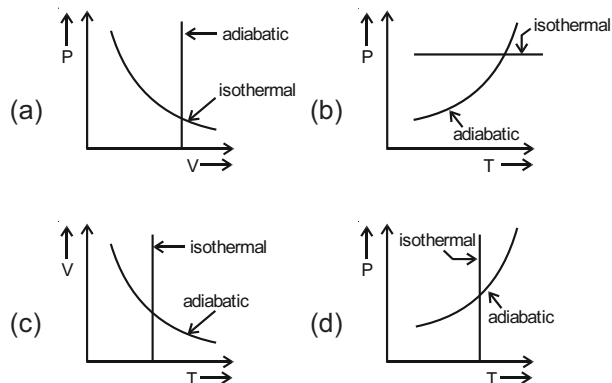 (a)
P
adiabatic
isothermal
V
(b)
P
isothermal
adiabatic
T
(c)
V
isothermal
adiabatic
T
(d)
P
isothermal
adiabatic
T